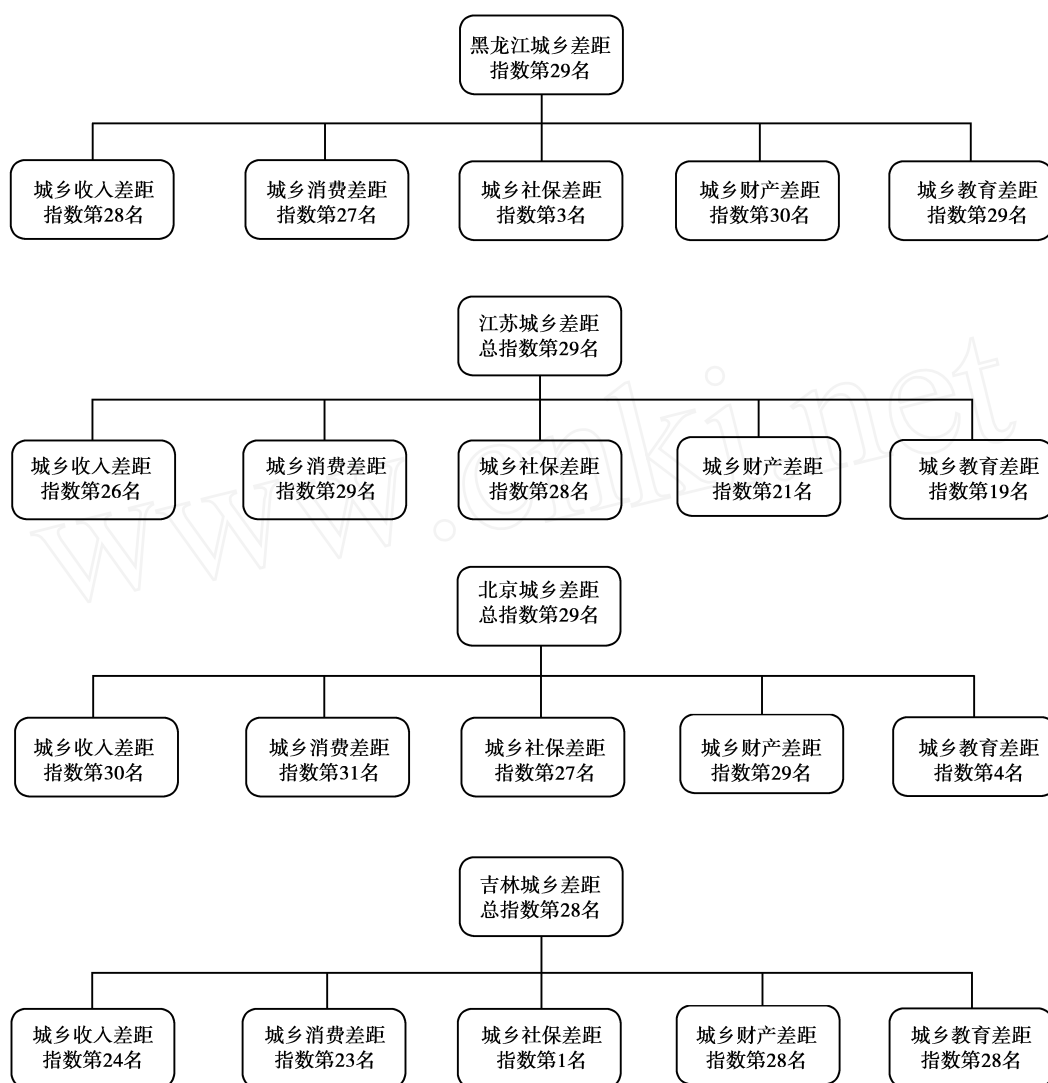 黑龙江城乡差距
指数第29名
城乡收入差距
指数第28名
城乡消费差距
指数第27名
城乡社保差距
指数第3名
城乡财产差距
指数第30名
城乡教育差距
指数第29名
江苏城乡差距
总指数第29名
城乡收入差距
指数第26名
城乡消费差距
指数第29名
城乡社保差距
指数第28名
城乡财产差距
指数第21名
城乡教育差距
指数第19名
www.cnki.net
北京城乡差距
总指数第29名
城乡收入差距
指数第30名
城乡消费差距
指数第31名
城乡社保差距
指数第27名
城乡财产差距
指数第29名
城乡教育差距
指数第4名
吉林城乡差距
总指数第28名
城乡收入差距
指数第24名
城乡消费差距
指数第23名
城乡社保差距
指数第1名
城乡财产差距
指数第28名
城乡教育差距
指数第28名